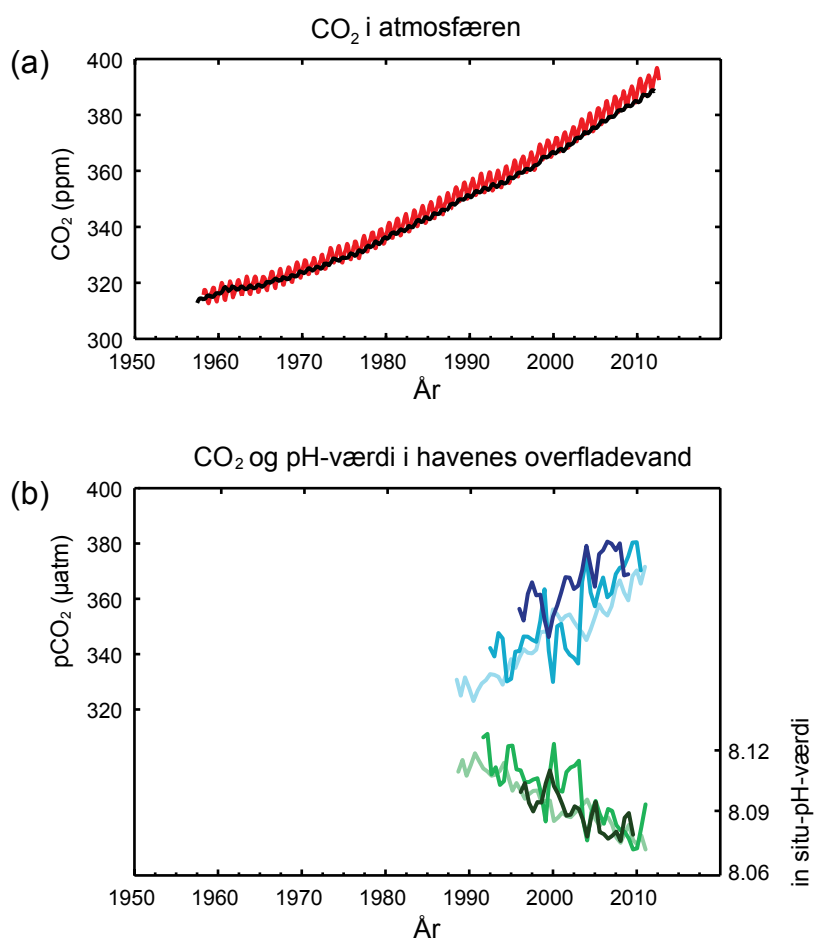 CO₂ i atmosfæren
(a)
CO₂ (ppm)
400
380
360
340
320
300
1950 1960 1970 1980 1990 2000 2010
År
CO₂ og pH-værdi i havenes overfladevand
(b)
pCO₂ (µatm)
400
380
360
340
320
8.12
8.09
8.06
in situ-pH-værdi
1950 1960 1970 1980 1990 2000 2010
År